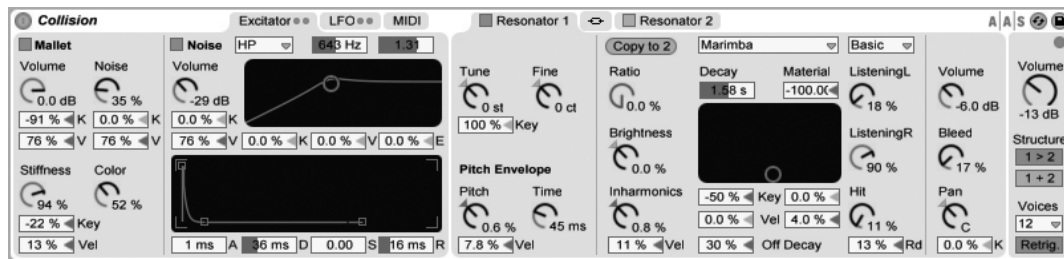 Collision Excitator LFO MIDI Resonator 1 Resonator 2 AAS
Mallet Noise HP 643 Hz 1.31 Copy to 2 Marimba Basic
Volume Noise Volume Tune Fine Ratio Decay Material ListeningL Volume Volume
0.0 dB 35 % -29 dB 0 st 0 ct 0.0 % 1.58 s -100.0 18 % -6.0 dB -13 dB
-91 % K 0.0 % K 0.0 % K 100 % Key
76 % V 76 % V 76 % V 0.0 % K 0.0 % V 0.0 % E
Brightness ListeningR Bleed Structure
0.0 % 90 % 17 % 1 > 2
1 + 2
Stiffness Color Pitch Envelope
94 % 52 % Pitch Time Inharmonics Hit Pan Voices
0.6 % 45 ms 0.8 % -50 % Key 0.0 % 11 % C 12
-22 % Key 0.0 % Vel 4.0 %
13 % Vel 1 ms A 36 ms D 0.00 S 16 ms R 7.8 % Vel 11 % Vel 30 % Off Decay 13 % Rd 0.0 % K Retrig.